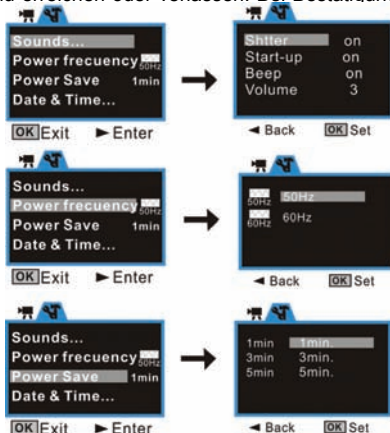 Sounds...
Power frecuency 50Hz
Power Save 1min
Date & Time...
OK Exit ► Enter
Shtter on
Start-up on
Beep on
Volume 3
◄ Back OK Set
Sounds...
Power frecuency 50Hz
Power Save 1min
Date & Time...
OK Exit ► Enter
50Hz 50Hz
60Hz 60Hz
◄ Back OK Set
Sounds...
Power frecuency 50Hz
Power Save 1min
Date & Time...
OK Exit ► Enter
1min 1min.
3min 3min.
5min 5min.
◄ Back OK Set